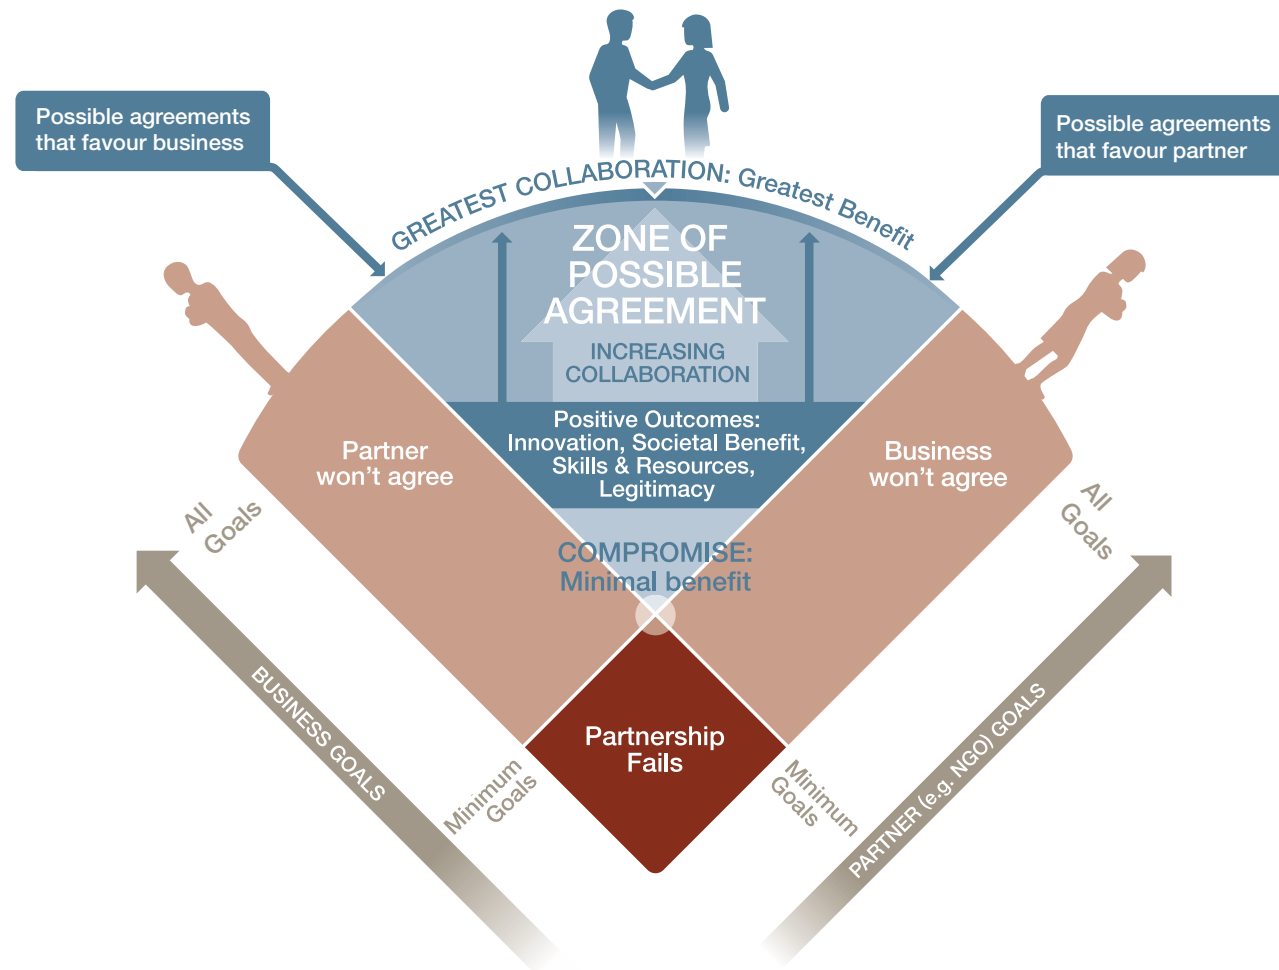 Possible agreements
that favour business
Possible agreements
that favour partner
GREATEST COLLABORATION: Greatest Benefit
ZONE OF
POSSIBLE
AGREEMENT
INCREASING
COLLABORATION
Positive Outcomes:
Innovation, Societal Benefit,
Skills & Resources,
Legitimacy
Partner
won’t agree
Business
won’t agree
All
Goals
All
Goals
COMPROMISE:
Minimal benefit
BUSINESS GOALS
PARTNER (e.g. NGO) GOALS
Partnership
Fails
Minimum
Goals
Minimum
Goals